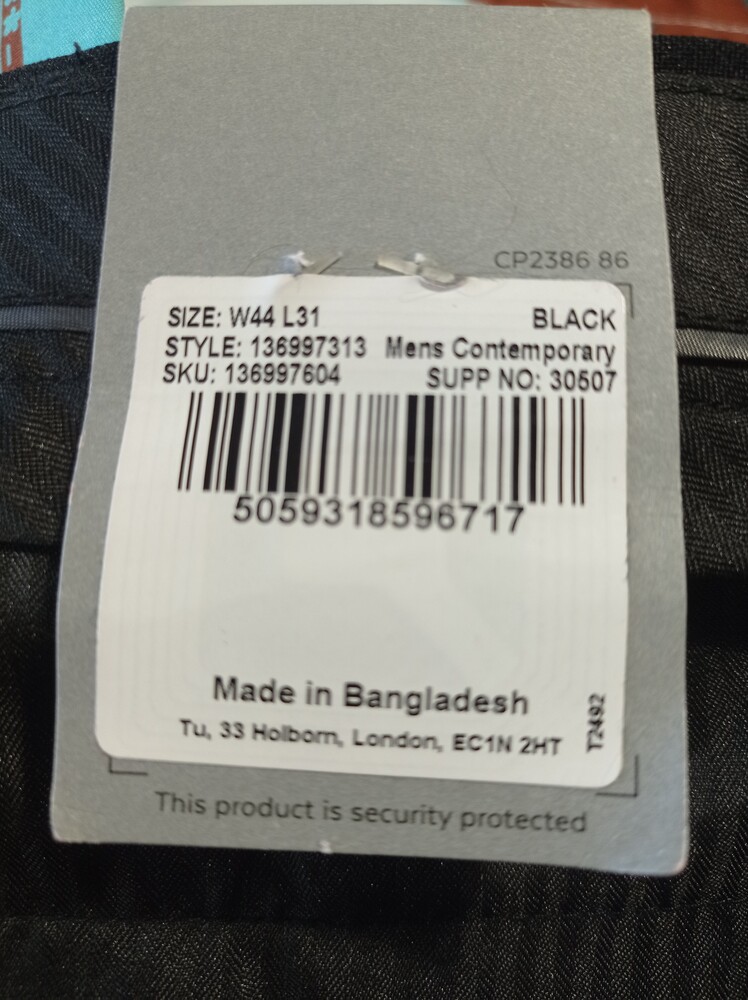 CP2386 86
SIZE: W44 L31 BLACK
STYLE: 136997313 Mens Contemporary
SKU: 136997604 SUPP NO: 30507
5059318596717
Made in Bangladesh
Tu, 33 Holborn, London, EC1N 2HT
T2492
This product is security protected